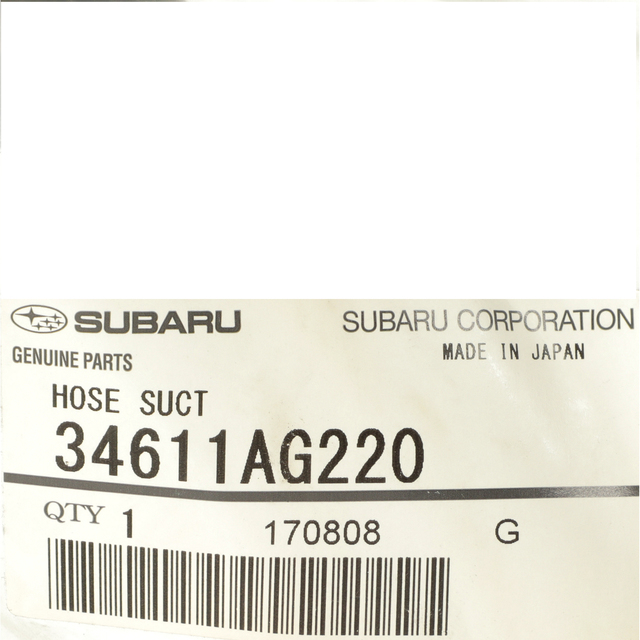 SUBARU SUBARU CORPORATION
GENUINE PARTS MADE IN JAPAN
HOSE SUCT
34611AG220
QTY 1 170808 G